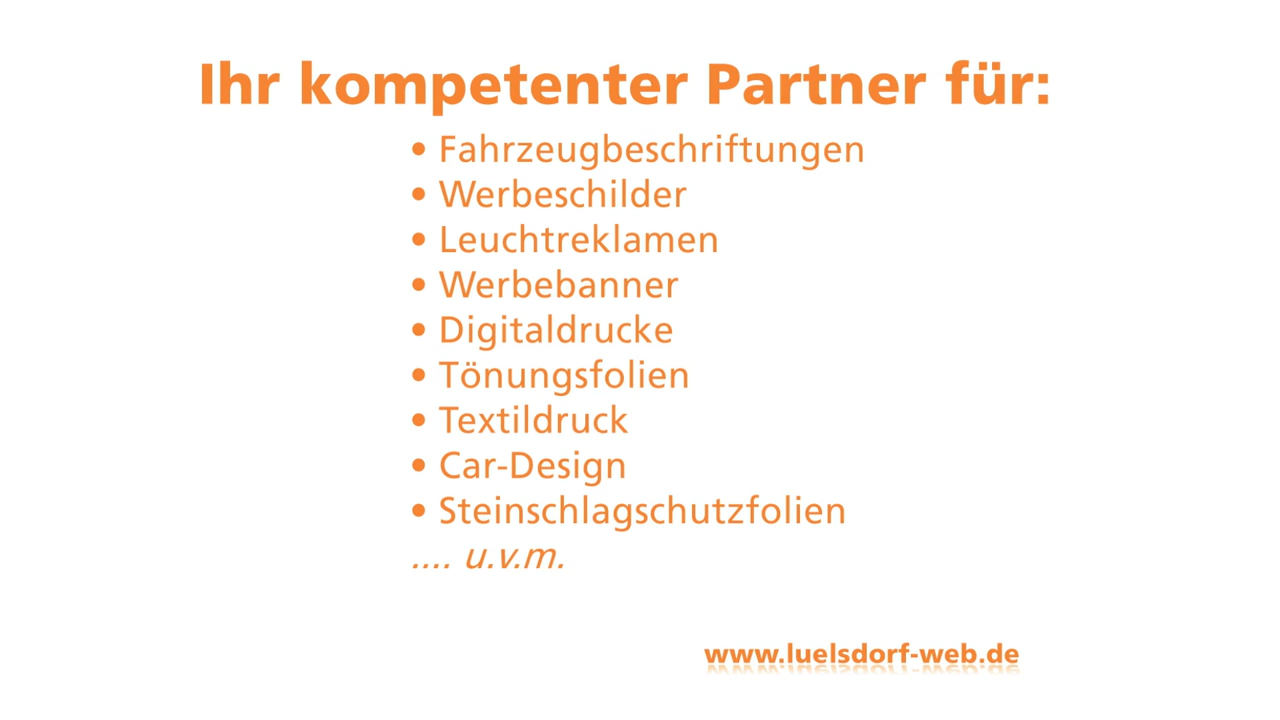 Ihr kompetenter Partner für:
• Fahrzeugbeschriftungen
• Werbeschilder
• Leuchtreklamen
• Werbebanner
• Digitaldrucke
• Tönungsfolien
• Textildruck
• Car-Design
• Steinschlagschutzfolien
.... u.v.m.
www.luelsdorf-web.de